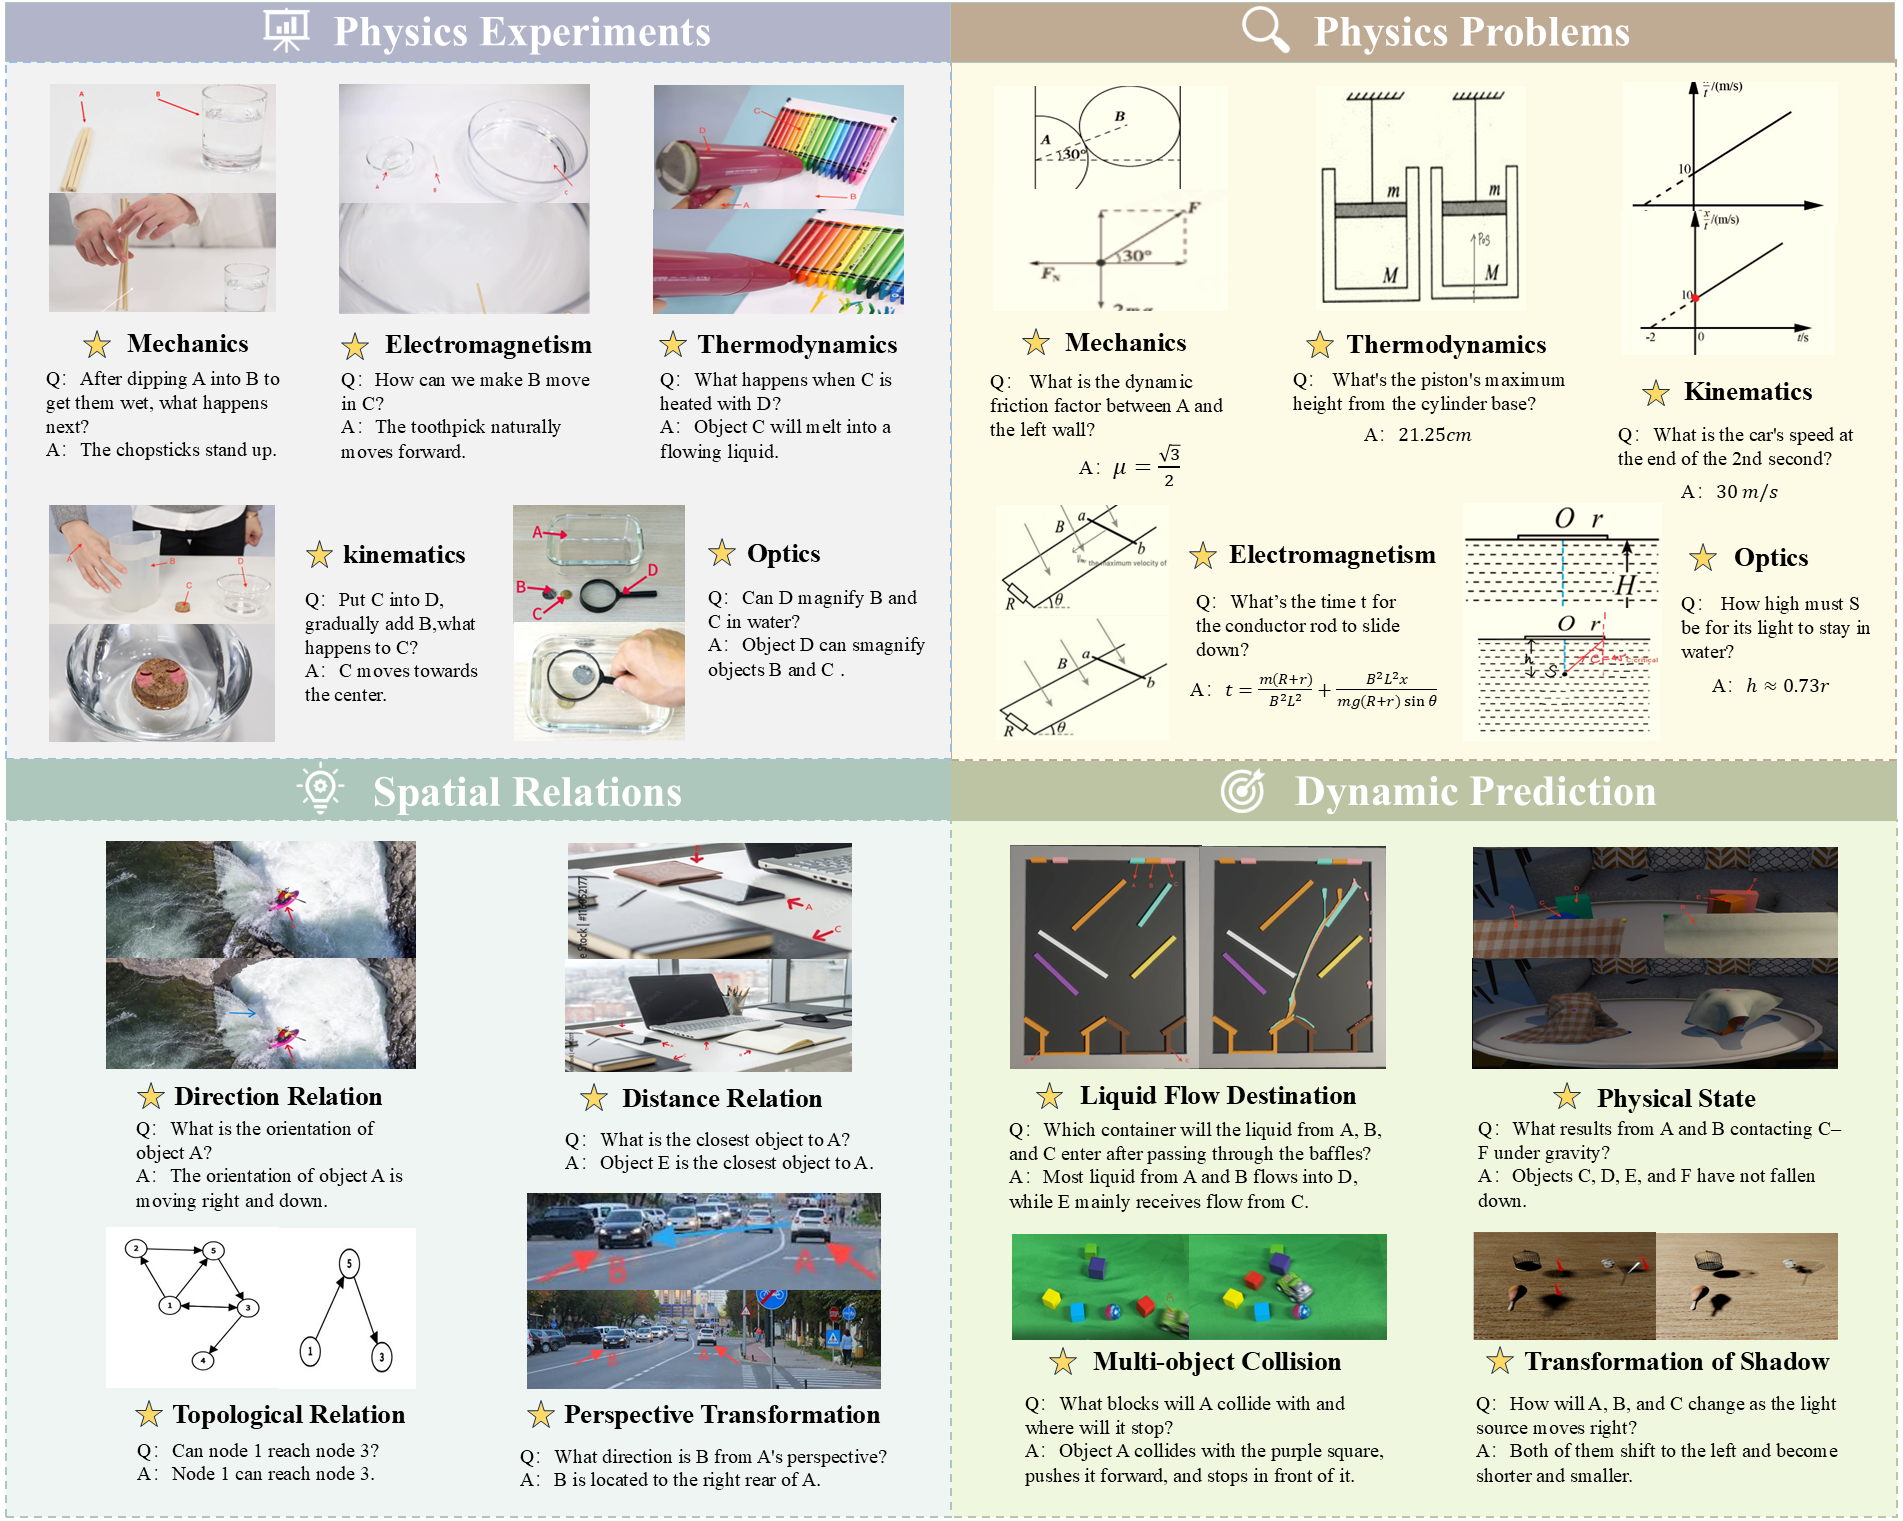 Physics Experiments
Mechanics
Q: After dipping A into B to
get them wet, what happens
next?
A: The chopsticks stand up.
Electromagnetism
Q: How can we make B move
in C?
A: The toothpick naturally
moves forward.
Thermodynamics
Q: What happens when C is
heated with D?
A: Object C will melt into a
flowing liquid.
kinematics
Q: Put C into D,
gradually add B,what
happens to C?
A: C moves towards
the center.
A
B
C
D
Optics
Q: Can D magnify B and
C in water?
A: Object D can smagnify
objects B and C .
Physics Problems
A
B
30°
F
30°
F_N
2mg
Mechanics
Q: What is the dynamic
friction factor between A and
the left wall?
A: μ = √3/2
m
M
m
M
Thermodynamics
Q: What's the piston's maximum
height from the cylinder base?
A: 21.25cm
x/t /(m/s)
10
x/t /(m/s)
10
-2
0
t/s
Kinematics
Q: What is the car's speed at
the end of the 2nd second?
A: 30 m/s
B
a
b
the maximum velocity of
R
θ
B
a
b
R
θ
Electromagnetism
Q: What's the time t for
the conductor rod to slide
down?
A: t = m(R+r)/B²L² + B²L²x/mg(R+r) sin θ
O r
H
O r
h
S
Optics
Q: How high must S
be for its light to stay in
water?
A: h ≈ 0.73r
Spatial Relations
Direction Relation
Q: What is the orientation of
object A?
A: The orientation of object A is
moving right and down.
A
C
Distance Relation
Q: What is the closest object to A?
A: Object E is the closest object to A.
2
5
1
3
4
5
1
3
Topological Relation
Q: Can node 1 reach node 3?
A: Node 1 can reach node 3.
B
A
B
A
Perspective Transformation
Q: What direction is B from A's perspective?
A: B is located to the right rear of A.
Dynamic Prediction
Liquid Flow Destination
Q: Which container will the liquid from A, B,
and C enter after passing through the baffles?
A: Most liquid from A and B flows into D,
while E mainly receives flow from C.
Physical State
Q: What results from A and B contacting C–
F under gravity?
A: Objects C, D, E, and F have not fallen
down.
Multi-object Collision
Q: What blocks will A collide with and
where will it stop?
A: Object A collides with the purple square,
pushes it forward, and stops in front of it.
Transformation of Shadow
Q: How will A, B, and C change as the light
source moves right?
A: Both of them shift to the left and become
shorter and smaller.